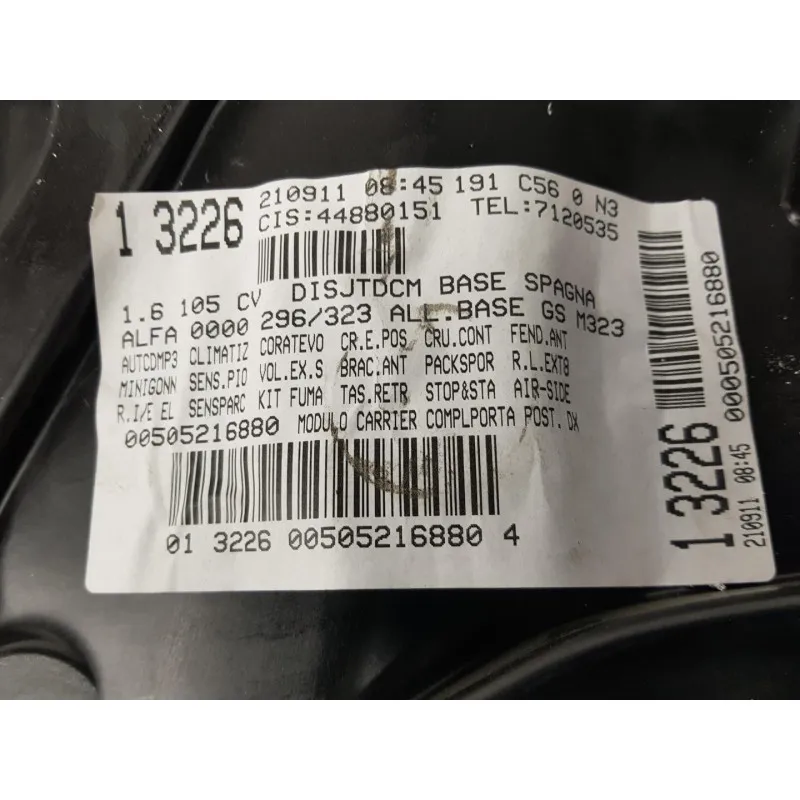 1 3226
210911 08:45 191 C56 0 N3
CIS:44880151 TEL:7120535
1.6 105 CV DISJTDCM BASE SPAGNA
ALFA 0000 296/323 ALL.BASE GS M323
AUTCDMP3 CLIMATIZ CORATEVO CR.E.POS CRU.CONT FEND.ANT
MINIGONN SENS.PIO VOL.EX.S BRAC.ANT PACKSPOR R.L.EXT8
R.I/E EL SENSPARC KIT FUMA TAS.RETR STOP&STA AIR-SIDE
00505216880 MODULO CARRIER COMPLPORTA POST. DX
01 3226 00505216880 4
1 3226
210911 08:45 00505216880